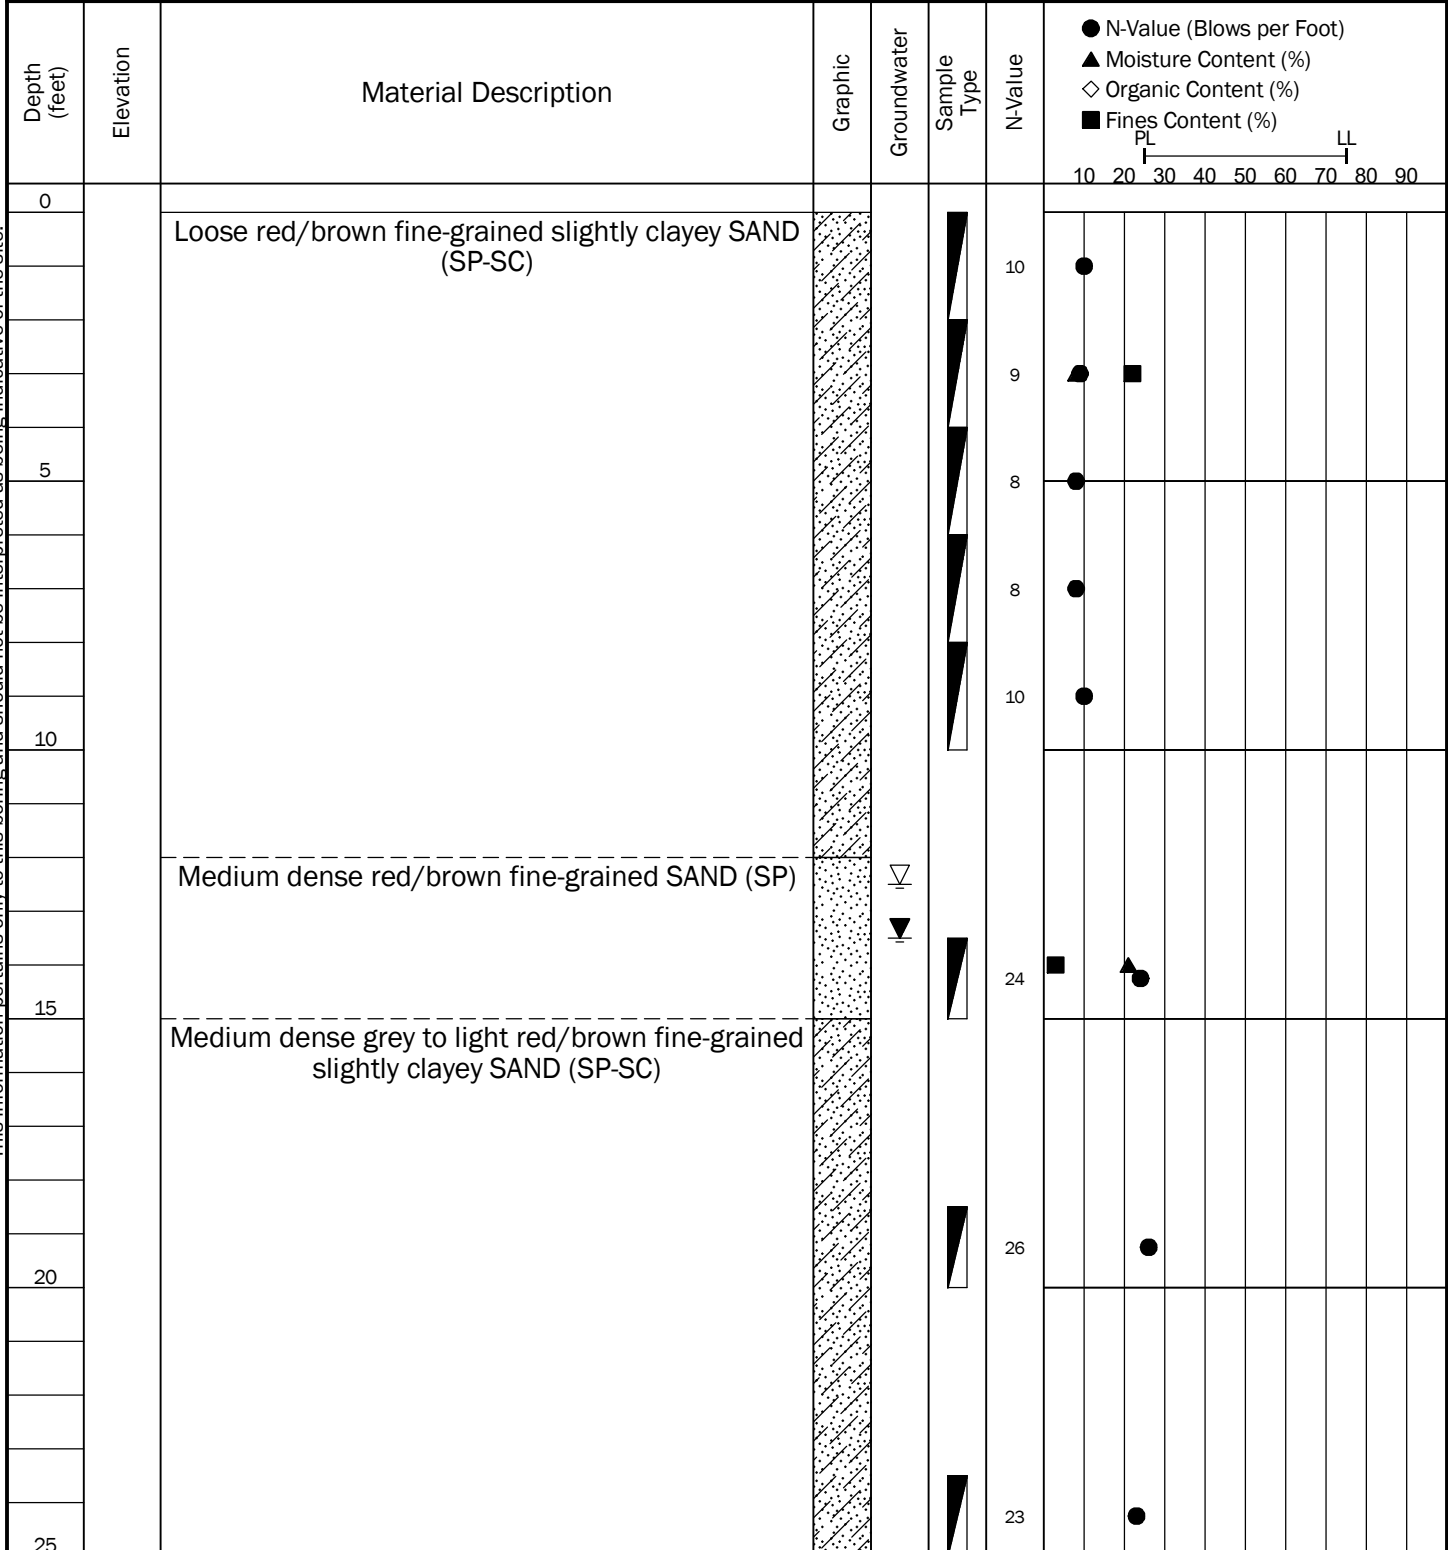 Depth
(feet)
Elevation
Material Description
Graphic
Groundwater
Sample
Type
N-Value
N-Value (Blows per Foot)
Moisture Content (%)
Organic Content (%)
Fines Content (%)
PL LL
10 20 30 40 50 60 70 80 90
0
Loose red/brown fine-grained slightly clayey SAND
(SP-SC)
10
9
5
8
8
10
10
Medium dense red/brown fine-grained SAND (SP)
24
15
Medium dense grey to light red/brown fine-grained
slightly clayey SAND (SP-SC)
26
20
23
25